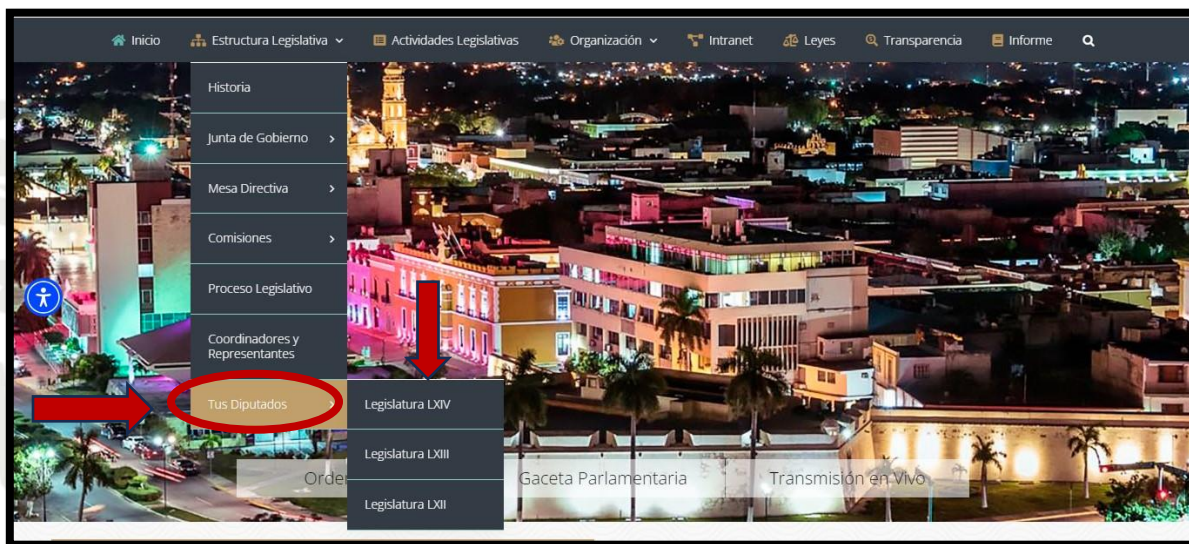 Inicio Estructura Legislativa Actividades Legislativas Organización Intranet Leyes Transparencia Informe
Historia
Junta de Gobierno
Mesa Directiva
Comisiones
Proceso Legislativo
Coordinadores y
Representantes
Tus Diputados
Legislatura LXIV
Legislatura LXIII
Legislatura LXII
Gaceta Parlamentaria Transmisión en Vivo